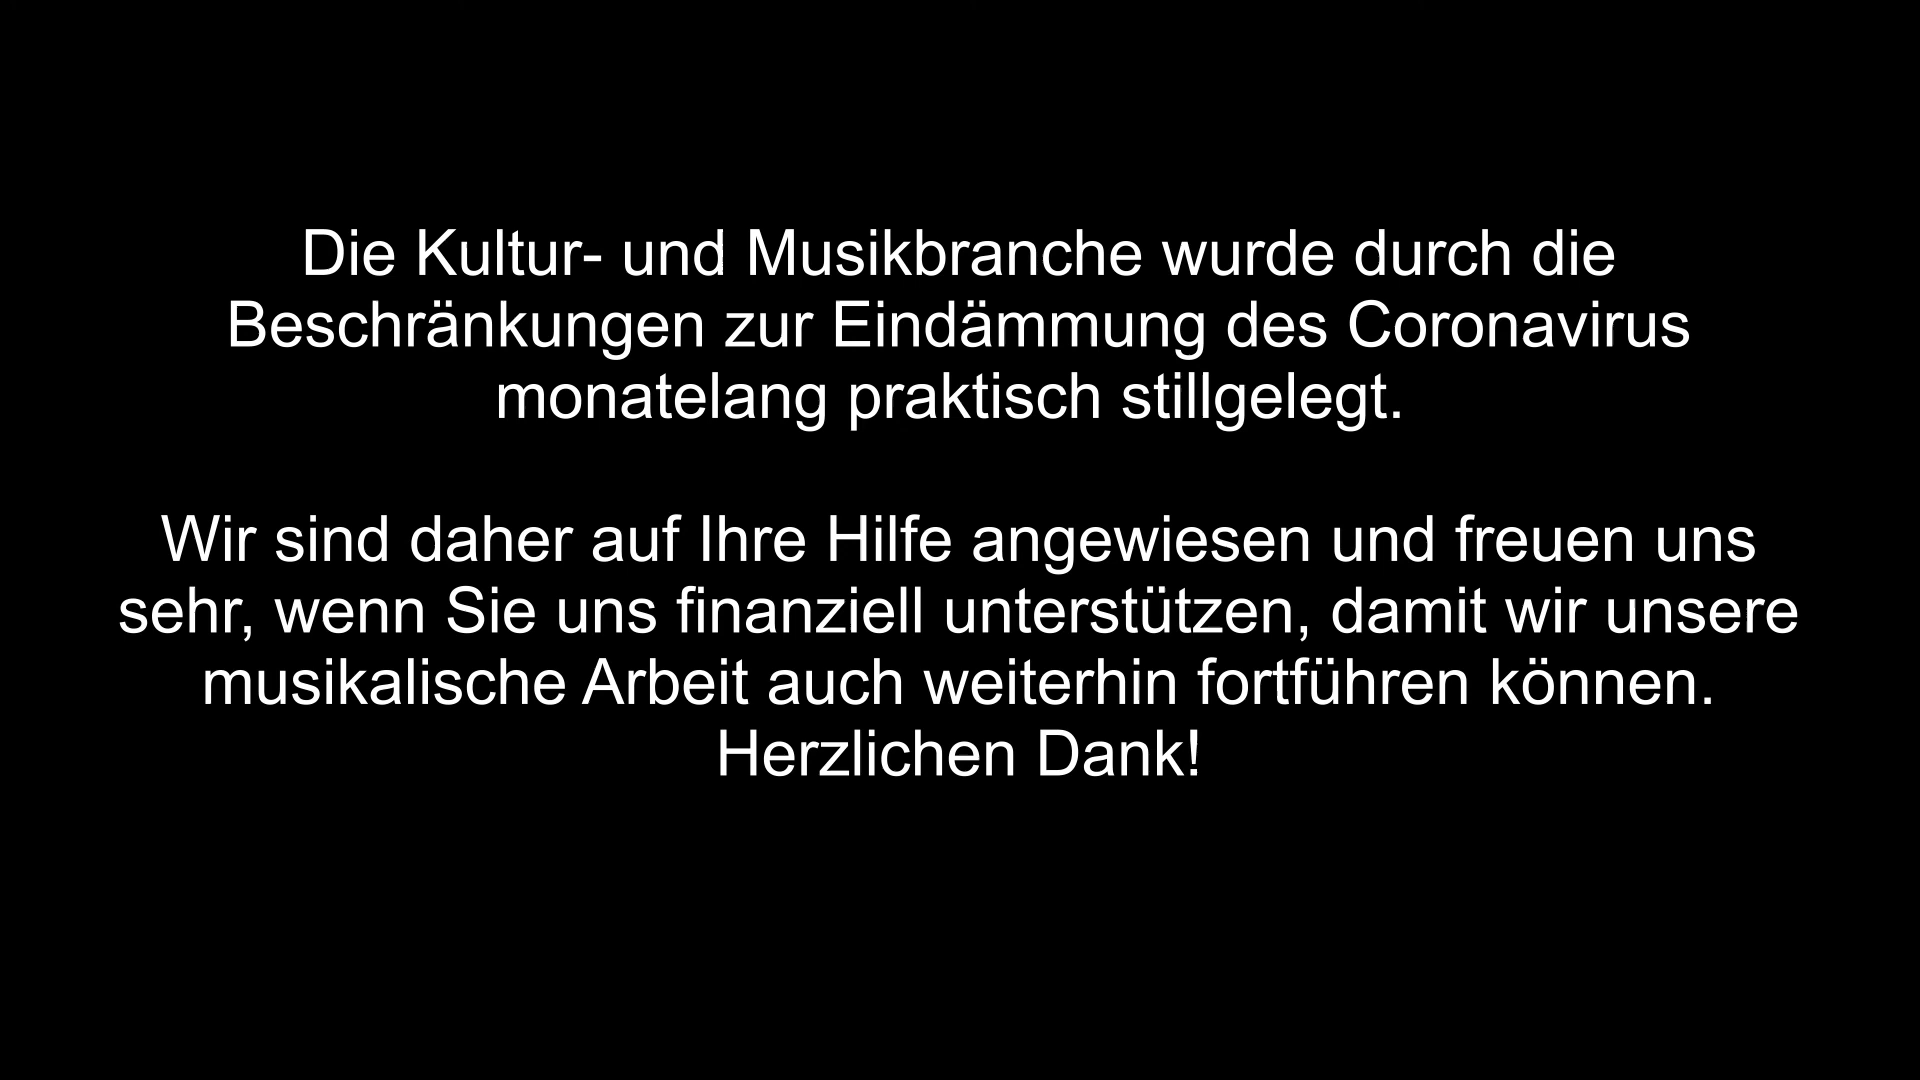 Die Kultur- und Musikbranche wurde durch die
Beschränkungen zur Eindämmung des Coronavirus
monatelang praktisch stillgelegt.
Wir sind daher auf Ihre Hilfe angewiesen und freuen uns
sehr, wenn Sie uns finanziell unterstützen, damit wir unsere
musikalische Arbeit auch weiterhin fortführen können.
Herzlichen Dank!